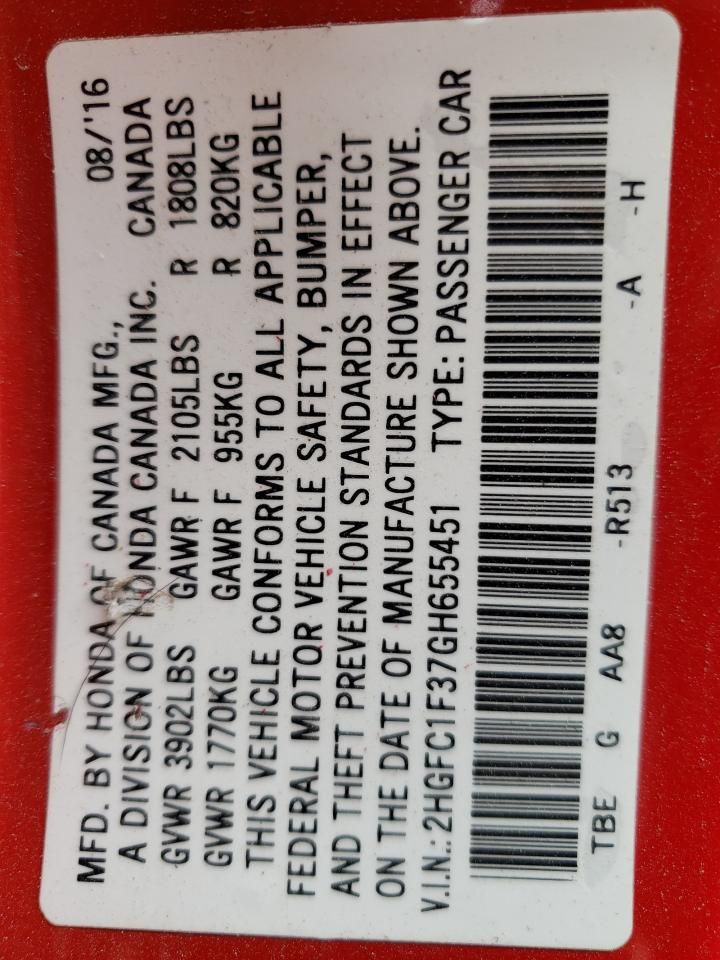 MFD. BY HONDA OF CANADA MFG., 08/'16
A DIVISION OF HONDA CANADA INC. CANADA
GVWR 3902LBS GAWR F 2105LBS R 1808LBS
GVWR 1770KG GAWR F 955KG R 820KG
THIS VEHICLE CONFORMS TO ALL APPLICABLE
FEDERAL MOTOR VEHICLE SAFETY, BUMPER,
AND THEFT PREVENTION STANDARDS IN EFFECT
ON THE DATE OF MANUFACTURE SHOWN ABOVE.
V.I.N.: 2HGFC1F37GH655451 TYPE: PASSENGER CAR
TBE G AA8 -R513 -A -H